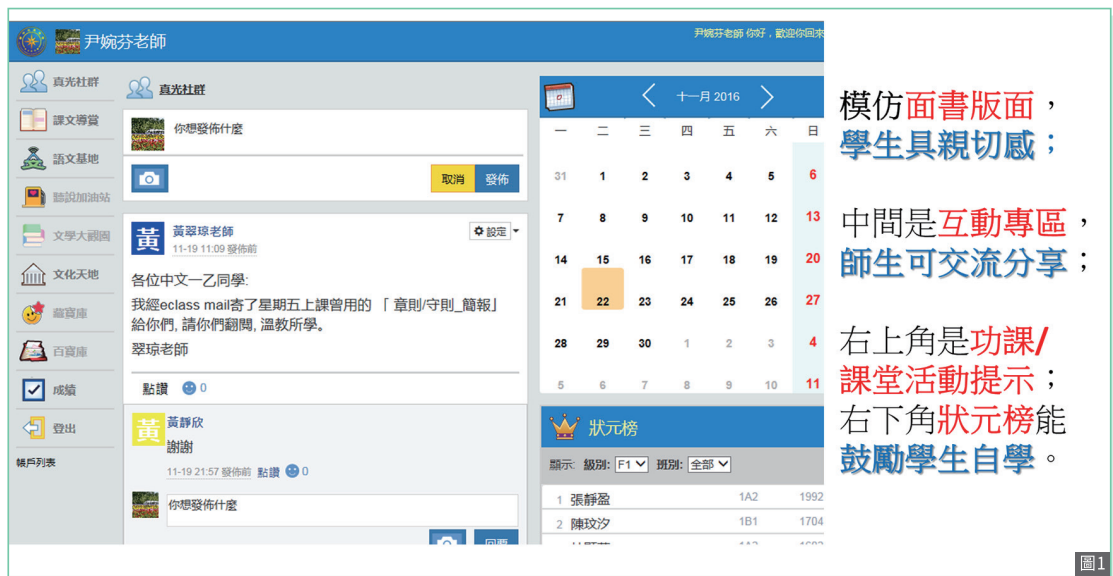 尹婉芬老師
尹婉芬老師 你好，歡迎你回來
真光社群
課文導賞
語文基地
聽說加油站
文學大觀園
文化天地
藏寶庫
百寶庫
成績
登出
帳戶列表
真光社群
你想發佈什麼
取消 發佈
黃
黃翠琼老師
11-19 11:09 發佈前
設定
各位中文一乙同學:
我經eclass mail寄了星期五上課曾用的 「 章則/守則_簡報」
給你們, 請你們翻閱, 溫教所學。
翠琼老師
點讚 0
黃
黃靜欣
謝謝
11-19 21:57 發佈前 點讚 0
你想發佈什麼
回覆
十一月 2016
一 二 三 四 五 六 日
31 1 2 3 4 5 6
7 8 9 10 11 12 13
14 15 16 17 18 19 20
21 22 23 24 25 26 27
28 29 30 1 2 3 4
5 6 7 8 9 10 11
狀元榜
顯示: 級別: F1 班別: 全部
1 張靜盈 1A2 1992
2 陳玟汐 1B1 1704
模仿面書版面，
學生具親切感；
中間是互動專區，
師生可交流分享；
右上角是功課/
課堂活動提示；
右下角狀元榜能
鼓勵學生自學。
圖1